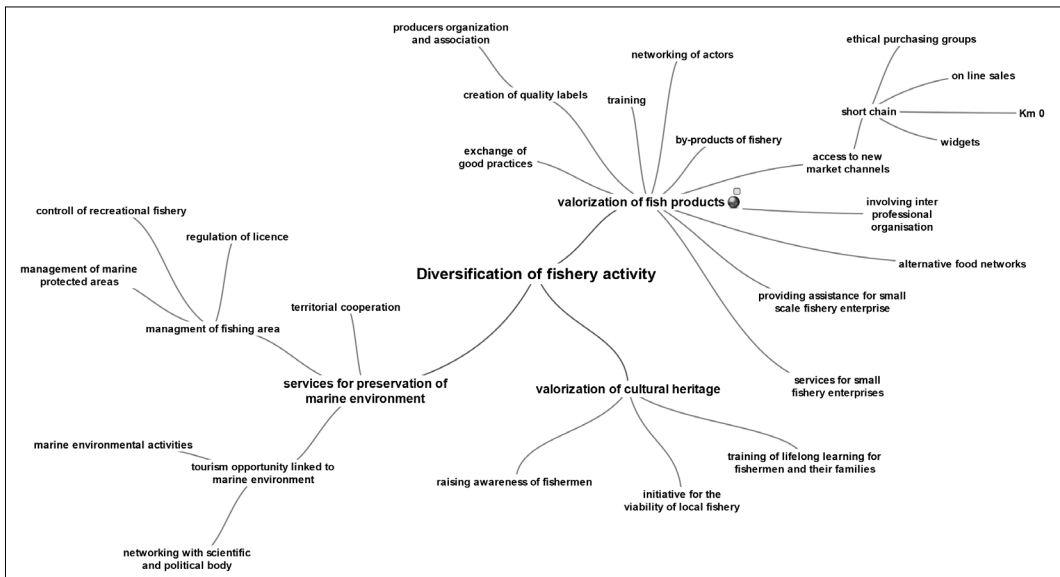 producers organization
and association
networking of actors
ethical purchasing groups
on line sales
creation of quality labels
training
short chain
Km 0
by-products of fishery
widgets
exchange of
good practices
access to new
market channels
valorization of fish products
involving inter
professional
organisation
controll of recreational fishery
regulation of licence
alternative food networks
management of marine
protected areas
Diversification of fishery activity
territorial cooperation
providing assistance for small
scale fishery enterprise
managment of fishing area
services for preservation of
marine environment
valorization of cultural heritage
services for small
fishery enterprises
marine environmental activities
tourism opportunity linked to
marine environment
training of lifelong learning for
fishermen and their families
raising awareness of fishermen
initiative for the
viability of local fishery
networking with scientific
and political body